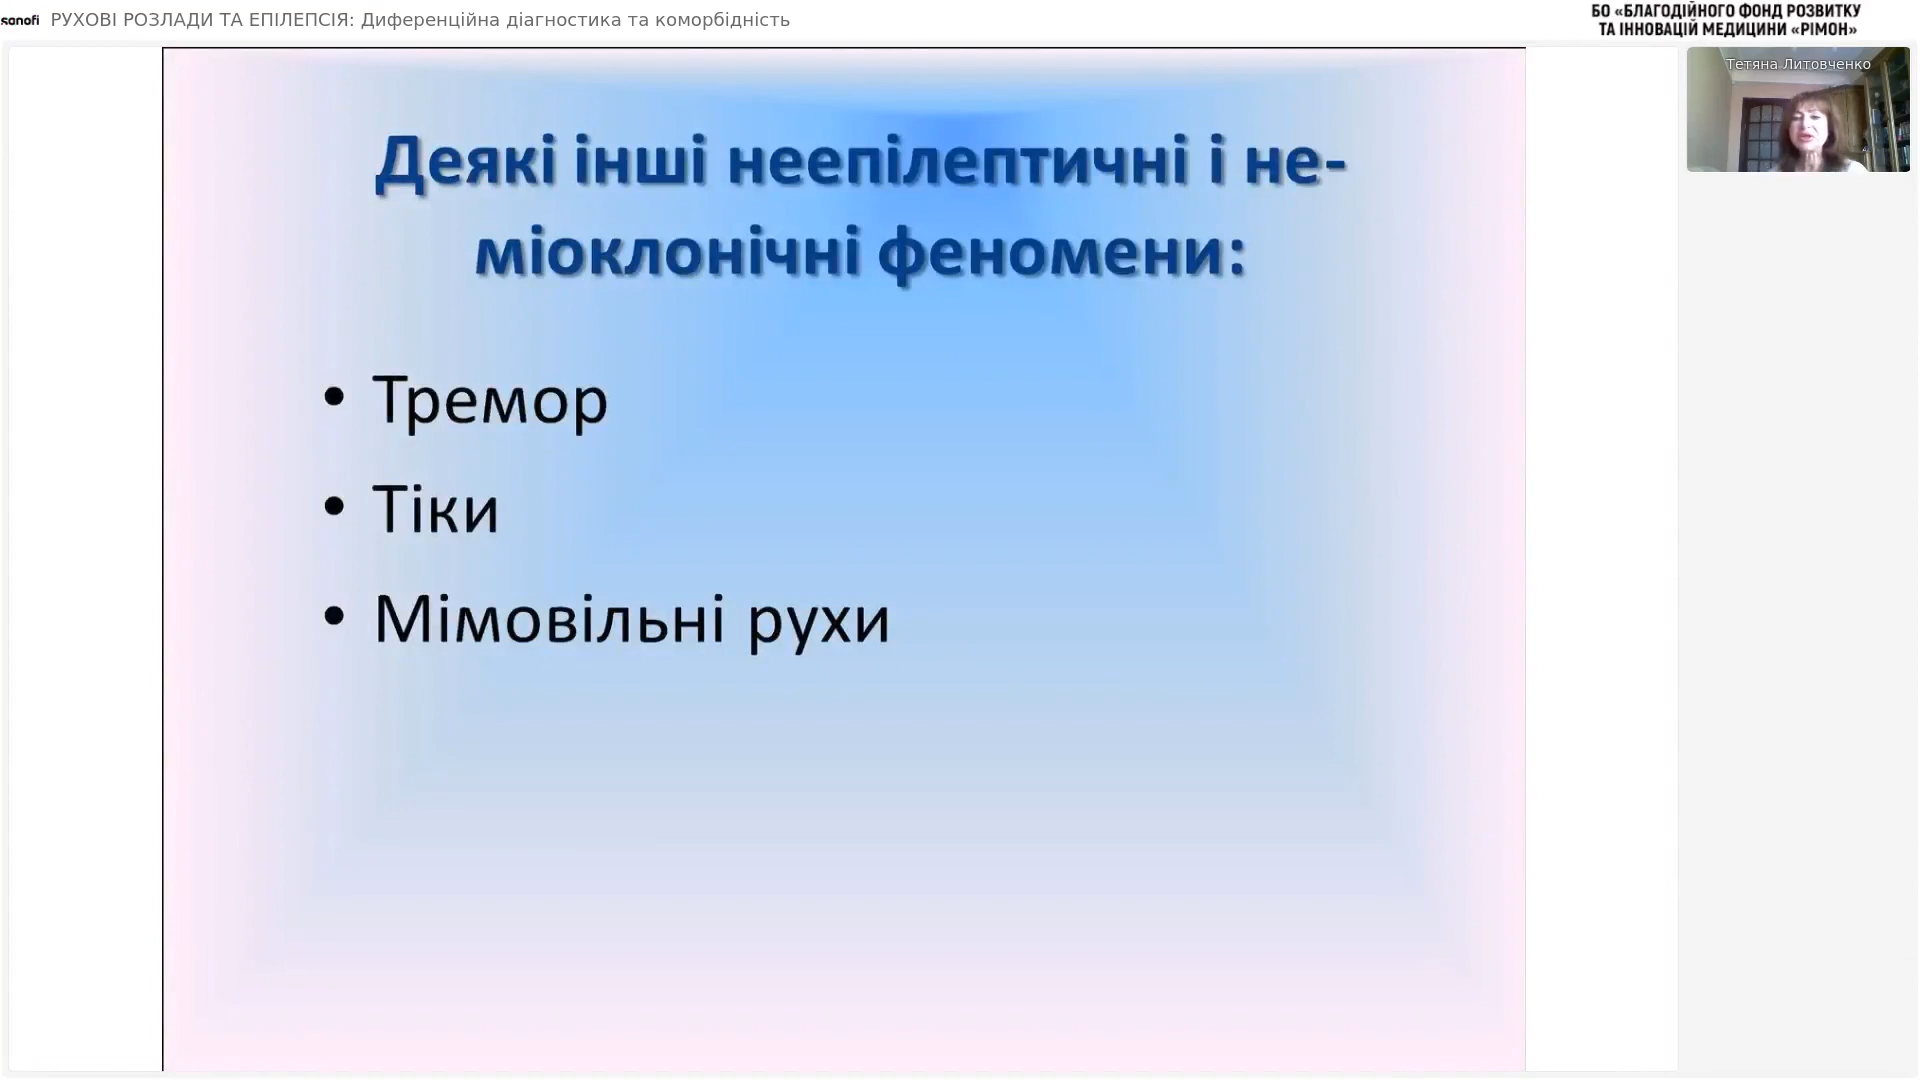 sanofi
РУХОВІ РОЗЛАДИ ТА ЕПІЛЕПСІЯ: Диференційна діагностика та коморбідність
БО «БЛАГОДІЙНОГО ФОНД РОЗВИТКУ
ТА ІННОВАЦІЙ МЕДИЦИНИ «РІМОН»
Тетяна Литовченко
Деякі інші неепілептичні і не-
міоклонічні феномени:
• Тремор
• Тіки
• Мімовільні рухи